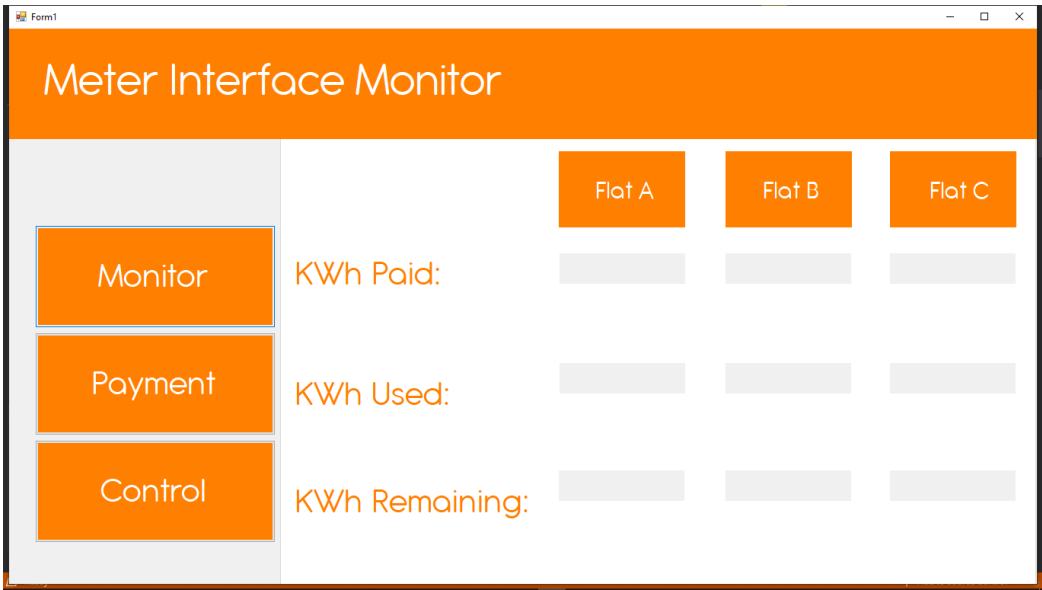 Form1
Meter Interface Monitor
Flat A Flat B Flat C
Monitor
KWh Paid:
Payment
KWh Used:
Control
KWh Remaining: